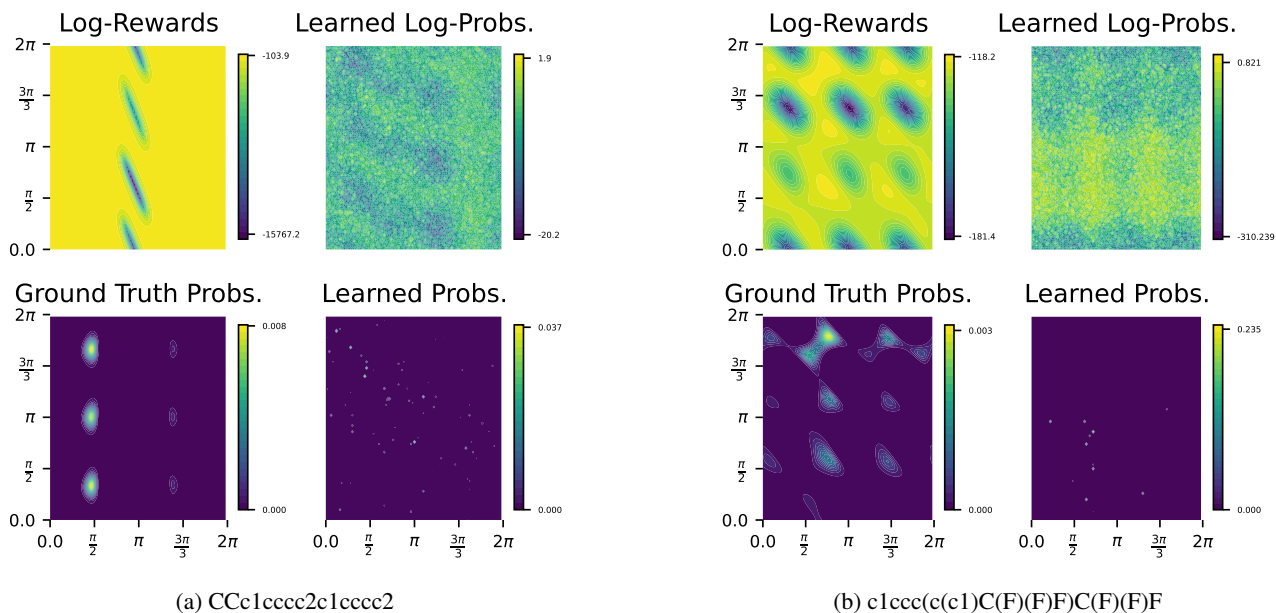 Log-Rewards
2π
3π/3
π
π/2
0.0
-103.9
-15767.2
Learned Log-Probs.
1.9
-20.2
Ground Truth Probs.
2π
3π/3
π
π/2
0.0
0.0 π/2 π 3π/3 2π
0.008
0.000
Learned Probs.
0.0 π/2 π 3π/3 2π
0.037
0.000
(a) CCc1cccc2c1cccc2
Log-Rewards
2π
3π/3
π
π/2
0.0
-118.2
-181.4
Learned Log-Probs.
0.821
-310.239
Ground Truth Probs.
2π
3π/3
π
π/2
0.0
0.0 π/2 π 3π/3 2π
0.003
0.000
Learned Probs.
0.0 π/2 π 3π/3 2π
0.235
0.000
(b) c1ccc(c(c1)C(F)(F)F)C(F)(F)F